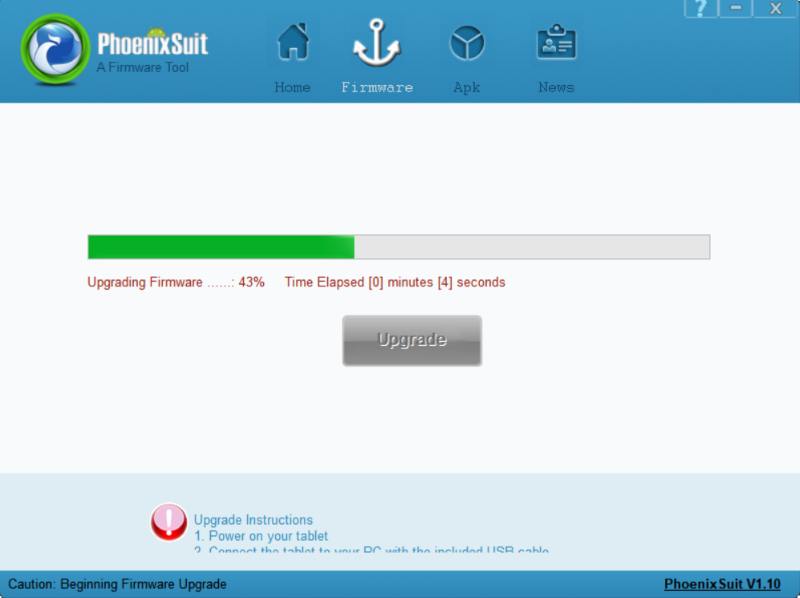 ?
PhoenixSuit
A Firmware Tool
Home Firmware Apk News
Upgrading Firmware ......: 43% Time Elapsed [0] minutes [4] seconds
Upgrade
Upgrade Instructions
1. Power on your tablet
2. Connect the tablet to your PC with the included USB cable
Caution: Beginning Firmware Upgrade PhoenixSuit V1.10